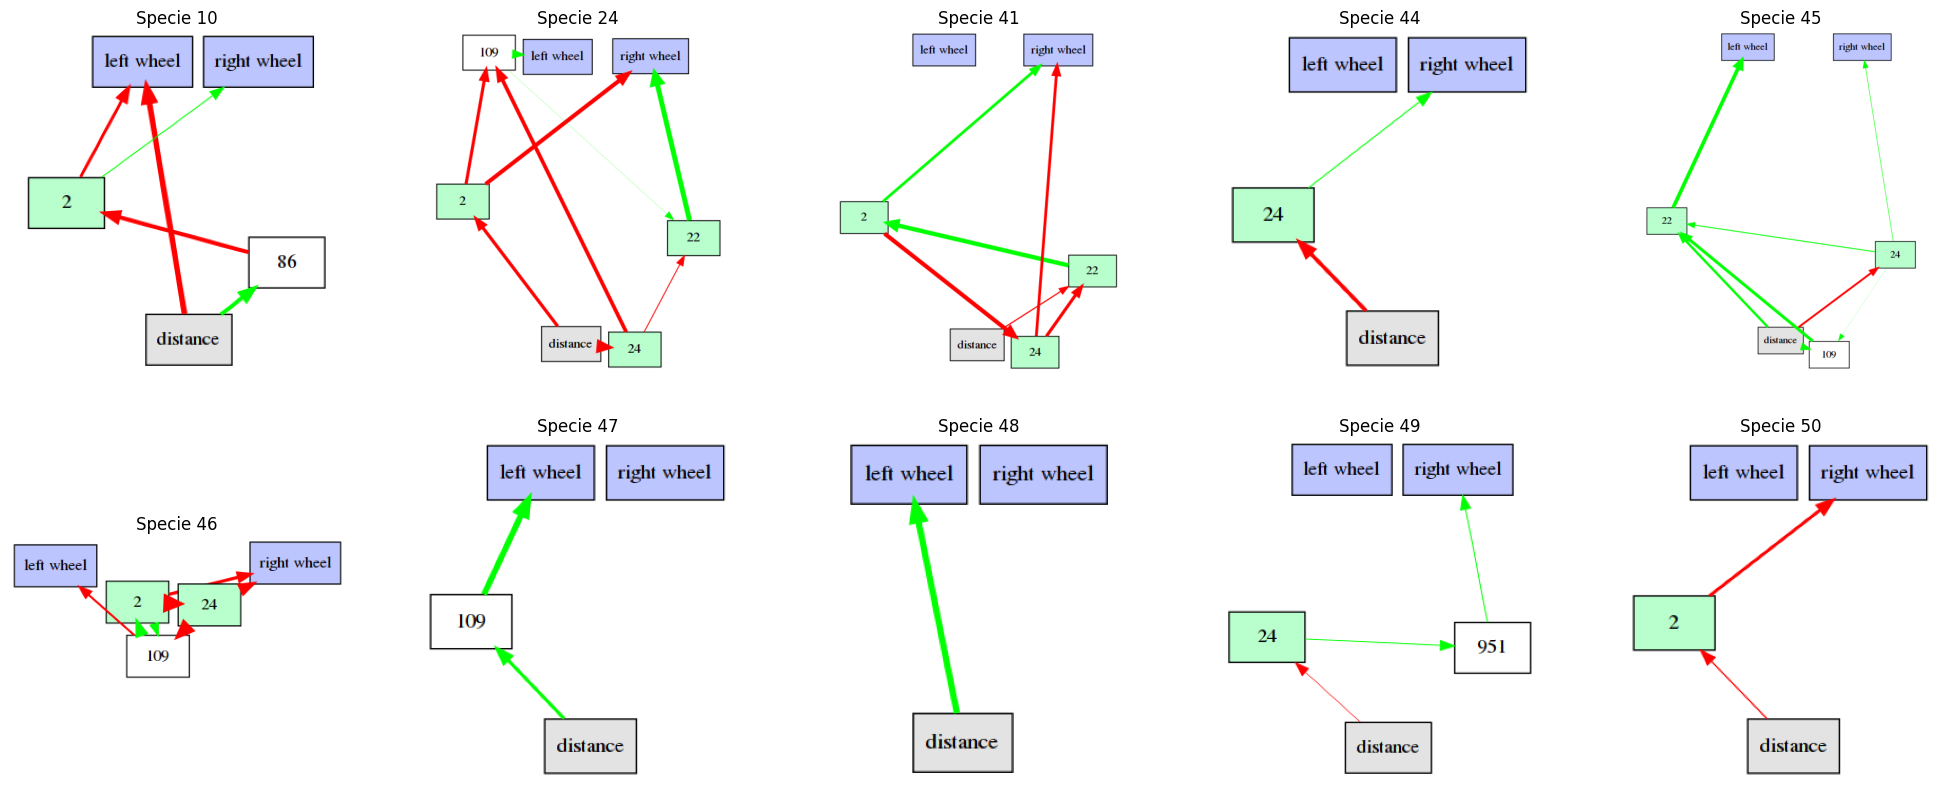 Specie 10
left wheel
right wheel
2
86
distance
Specie 24
109
left wheel
right wheel
2
22
distance
24
Specie 41
left wheel
right wheel
2
22
distance
24
Specie 44
left wheel
right wheel
24
distance
Specie 45
left wheel
right wheel
22
24
distance
109
Specie 46
left wheel
right wheel
2
24
109
Specie 47
left wheel
right wheel
109
distance
Specie 48
left wheel
right wheel
distance
Specie 49
left wheel
right wheel
24
951
distance
Specie 50
left wheel
right wheel
2
distance